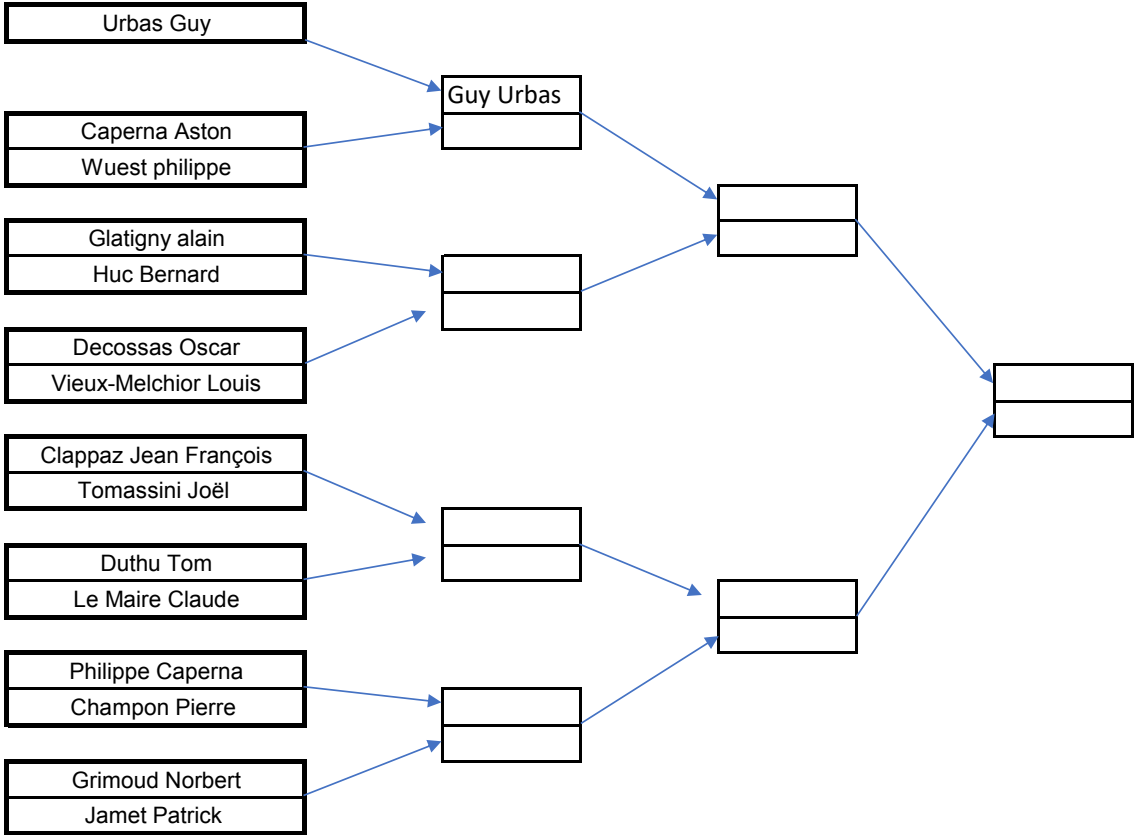 Urbas Guy
Guy Urbas
Caperna Aston
Wuest philippe
Glatigny alain
Huc Bernard
Decossas Oscar
Vieux-Melchior Louis
Clappaz Jean François
Tomassini Joël
Duthu Tom
Le Maire Claude
Philippe Caperna
Champon Pierre
Grimoud Norbert
Jamet Patrick